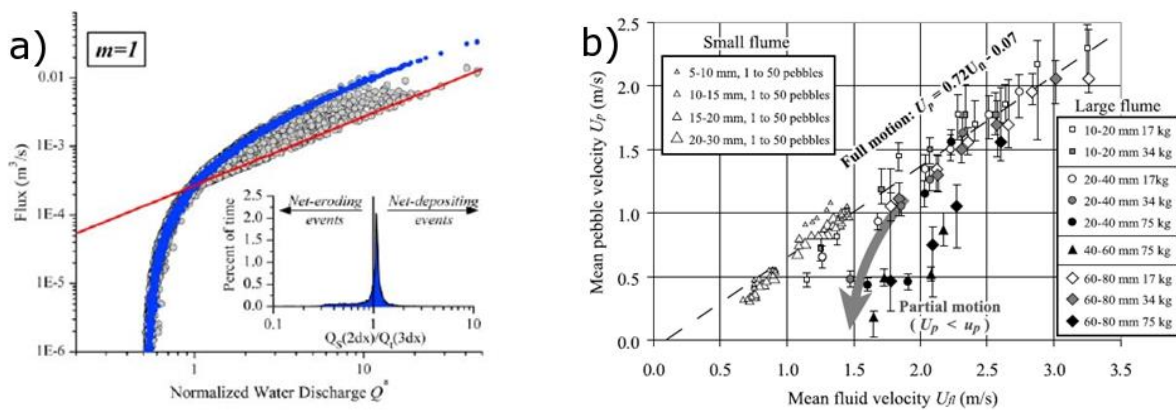 a)
m=1
0.01
1E-3
1E-4
1E-5
1E-6
Flux (m³/s)
1
10
Normalized Water Discharge Q*
Net-eroding events
Net-depositing events
Percent of time
2.5
2.0
1.5
1.0
0.5
0.0
0.1
1
10
Qs(2dx)/Qt(3dx)
b)
2.5
2.0
1.5
1.0
0.5
0.0
Mean pebble velocity Up (m/s)
Small flume
5-10 mm, 1 to 50 pebbles
10-15 mm, 1 to 50 pebbles
15-20 mm, 1 to 50 pebbles
20-30 mm, 1 to 50 pebbles
Full motion: Up = 0.72Ufl - 0.07
Partial motion
( Up < up )
Large flume
10-20 mm 17 kg
10-20 mm 34 kg
20-40 mm 17kg
20-40 mm 34 kg
20-40 mm 75 kg
40-60 mm 75 kg
60-80 mm 17 kg
60-80 mm 34 kg
60-80 mm 75 kg
0.0 0.5 1.0 1.5 2.0 2.5 3.0 3.5
Mean fluid velocity Ufl (m/s)